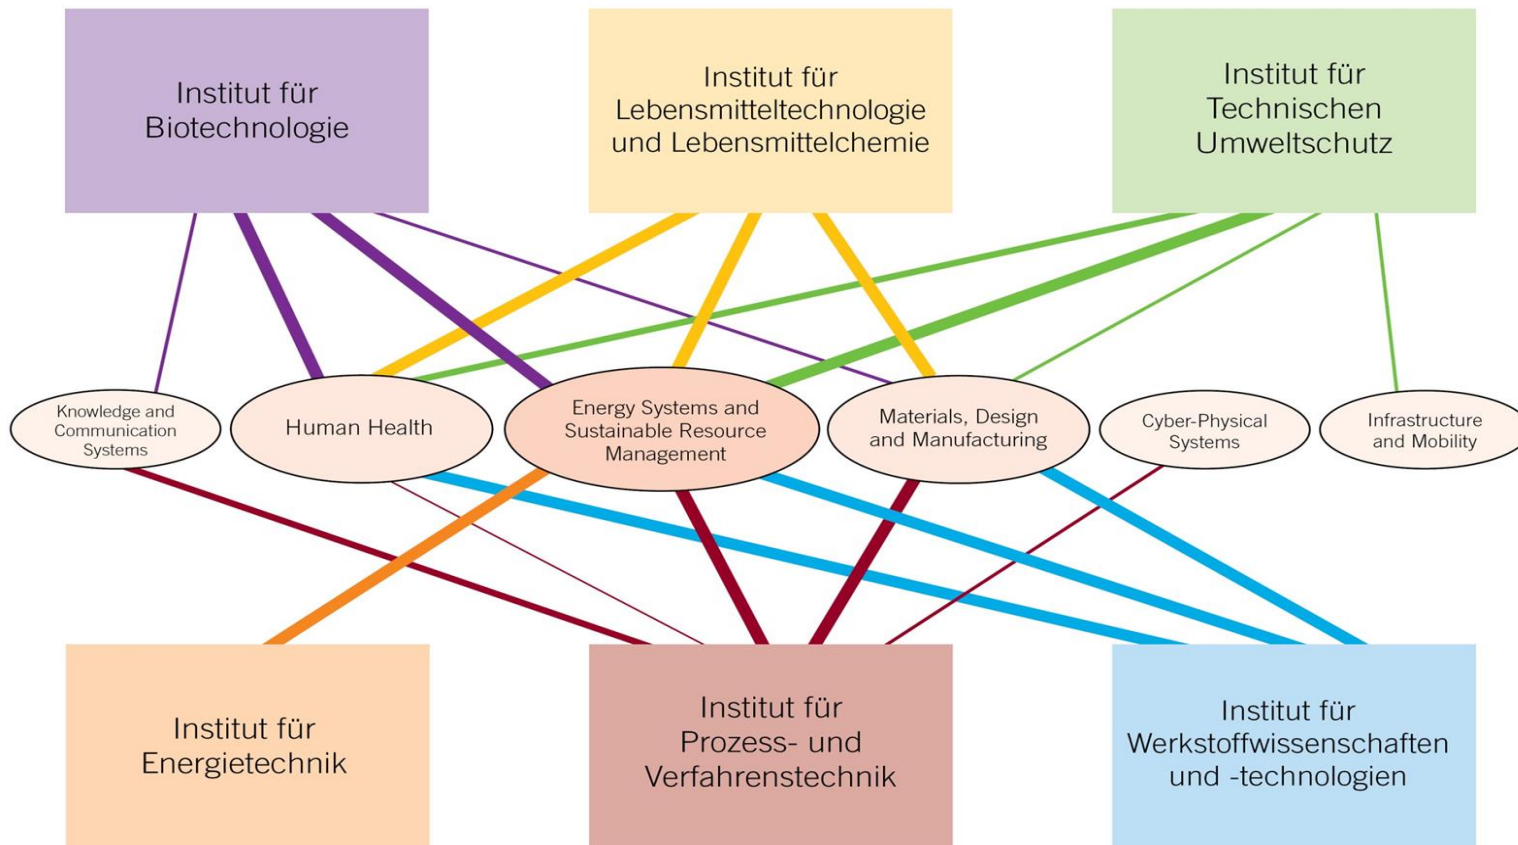 Institut für
Biotechnologie
Institut für
Lebensmitteltechnologie
und Lebensmittelchemie
Institut für
Technischen
Umweltschutz
Knowledge and
Communication
Systems
Human Health
Energy Systems and
Sustainable Resource
Management
Materials, Design
and Manufacturing
Cyber-Physical
Systems
Infrastructure
and Mobility
Institut für
Energietechnik
Institut für
Prozess- und
Verfahrenstechnik
Institut für
Werkstoffwissenschaften
und -technologien